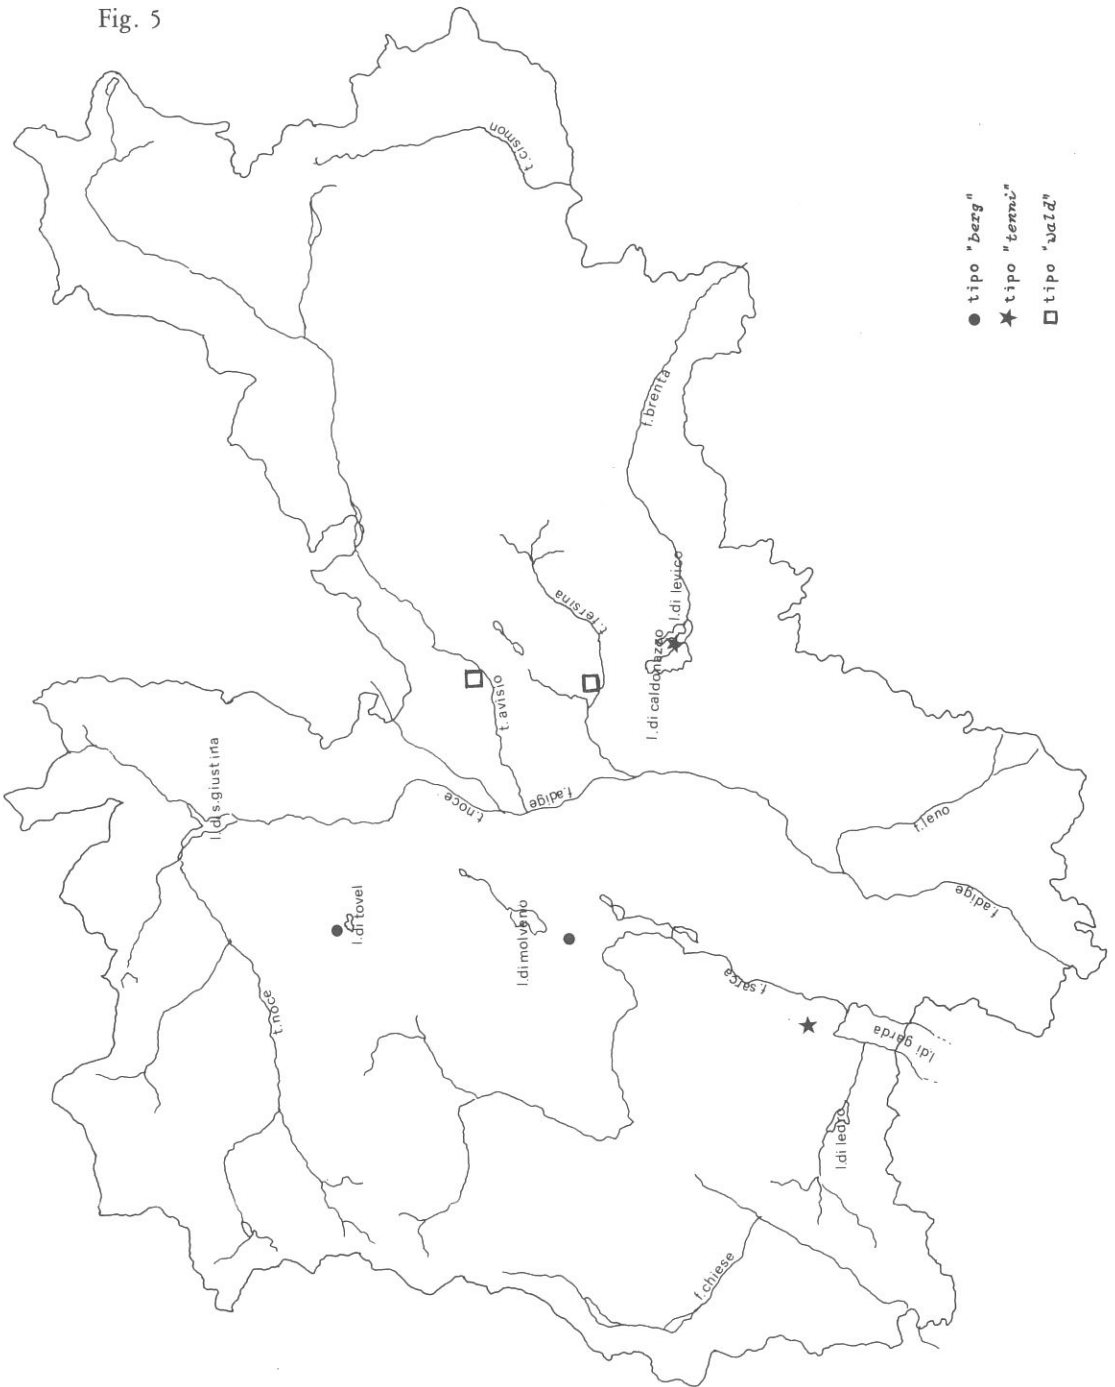 Fig. 5
t.cismon
f.brenta
l.di levico
l.di caldonazzo
t.fersina
t.avisio
l.di s.giustina
t.noce
f.adige
t.leno
f.adige
l.di tovel
l.di molveno
t.noce
f.sarca
l.di garda
l.di ledro
f.chiese
● tipo "berg"
★ tipo "tenni"
□ tipo "wald"